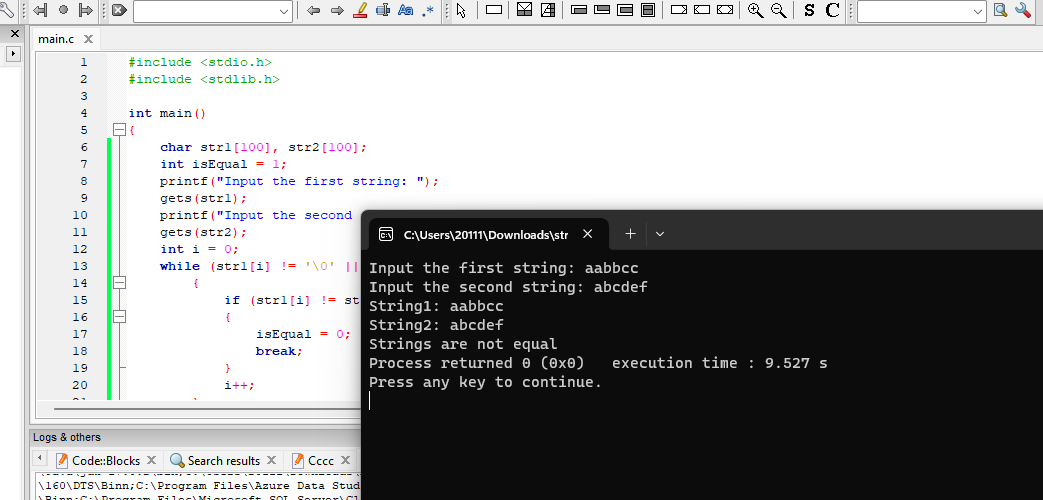 Aa
.*
S C
main.c
1 #include <stdio.h>
2 #include <stdlib.h>
3
4 int main()
5 {
6 char str1[100], str2[100];
7 int isEqual = 1;
8 printf("Input the first string: ");
9 gets(str1);
10 printf("Input the second
11 gets(str2);
12 int i = 0;
13 while (str1[i] != '\0' ||
14 {
15 if (str1[i] != st
16 {
17 isEqual = 0;
18 break;
19 }
20 i++;
C:\Users\20111\Downloads\str
Input the first string: aabbcc
Input the second string: abcdef
String1: aabbcc
String2: abcdef
Strings are not equal
Process returned 0 (0x0) execution time : 9.527 s
Press any key to continue.
Logs & others
Code::Blocks
Search results
Cccc
\160\DTS\Binn;C:\Program Files\Azure Data Stud